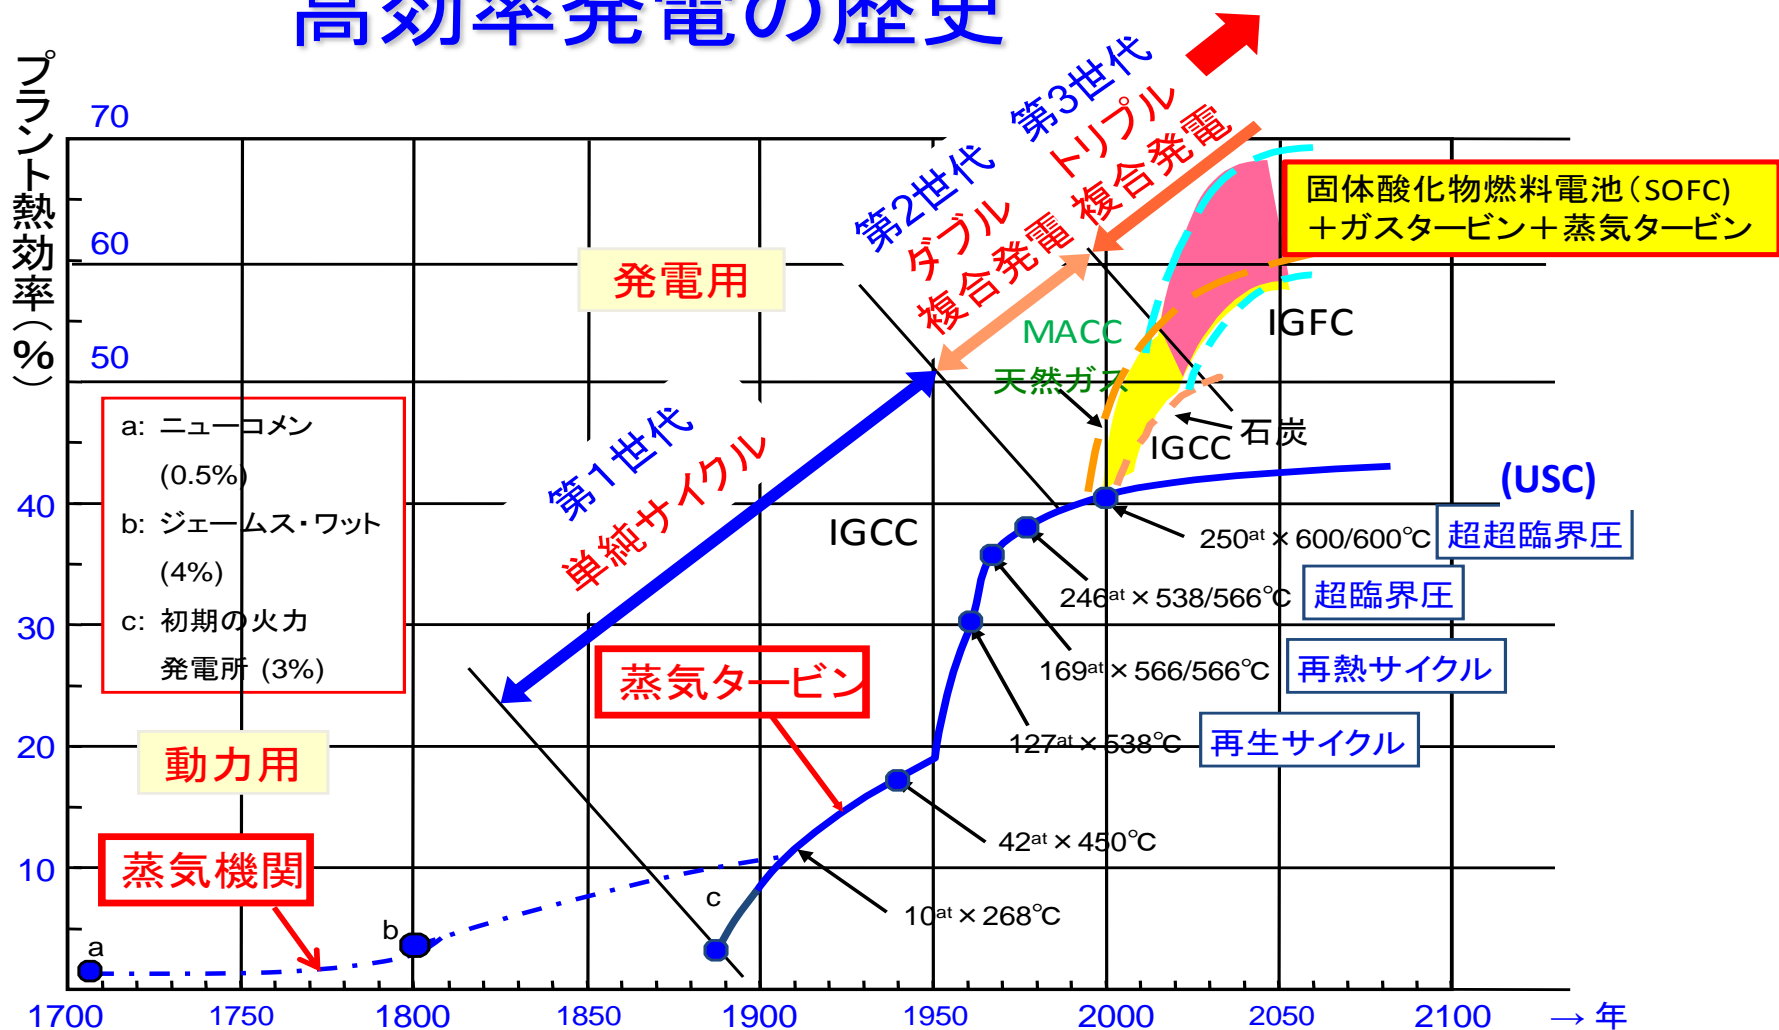 高効率発電の歴史
プラント熱効率(%)
70
60
50
40
30
20
10
第3世代
トリプル
複合発電
第2世代
ダブル
複合発電
第1世代
単純サイクル
固体酸化物燃料電池(SOFC)
+ガスタービン+蒸気タービン
発電用
MACC
天然ガス
IGFC
IGCC
石炭
IGCC
(USC)
a: ニューコメン
(0.5%)
b: ジェームス・ワット
(4%)
c: 初期の火力
発電所 (3%)
250at × 600/600℃
超超臨界圧
246at × 538/566℃
超臨界圧
169at × 566/566℃
再熱サイクル
127at × 538℃
再生サイクル
蒸気タービン
動力用
42at × 450℃
蒸気機関
10at × 268℃
a
b
c
1700
1750
1800
1850
1900
1950
2000
2050
2100
→ 年